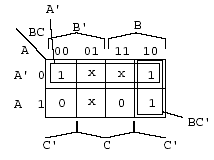 A'
BC B' B
A 00 01 11 10
A' 0 1 x x 1
A 1 0 x 0 1
BC'
C' C C'